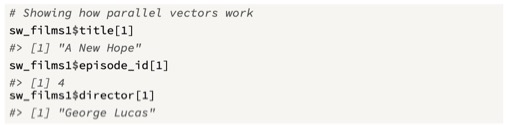 # Showing how parallel vectors work
sw_films1$title[1]
#> [1] "A New Hope"
sw_films1$episode_id[1]
#> [1] 4
sw_films1$director[1]
#> [1] "George Lucas"